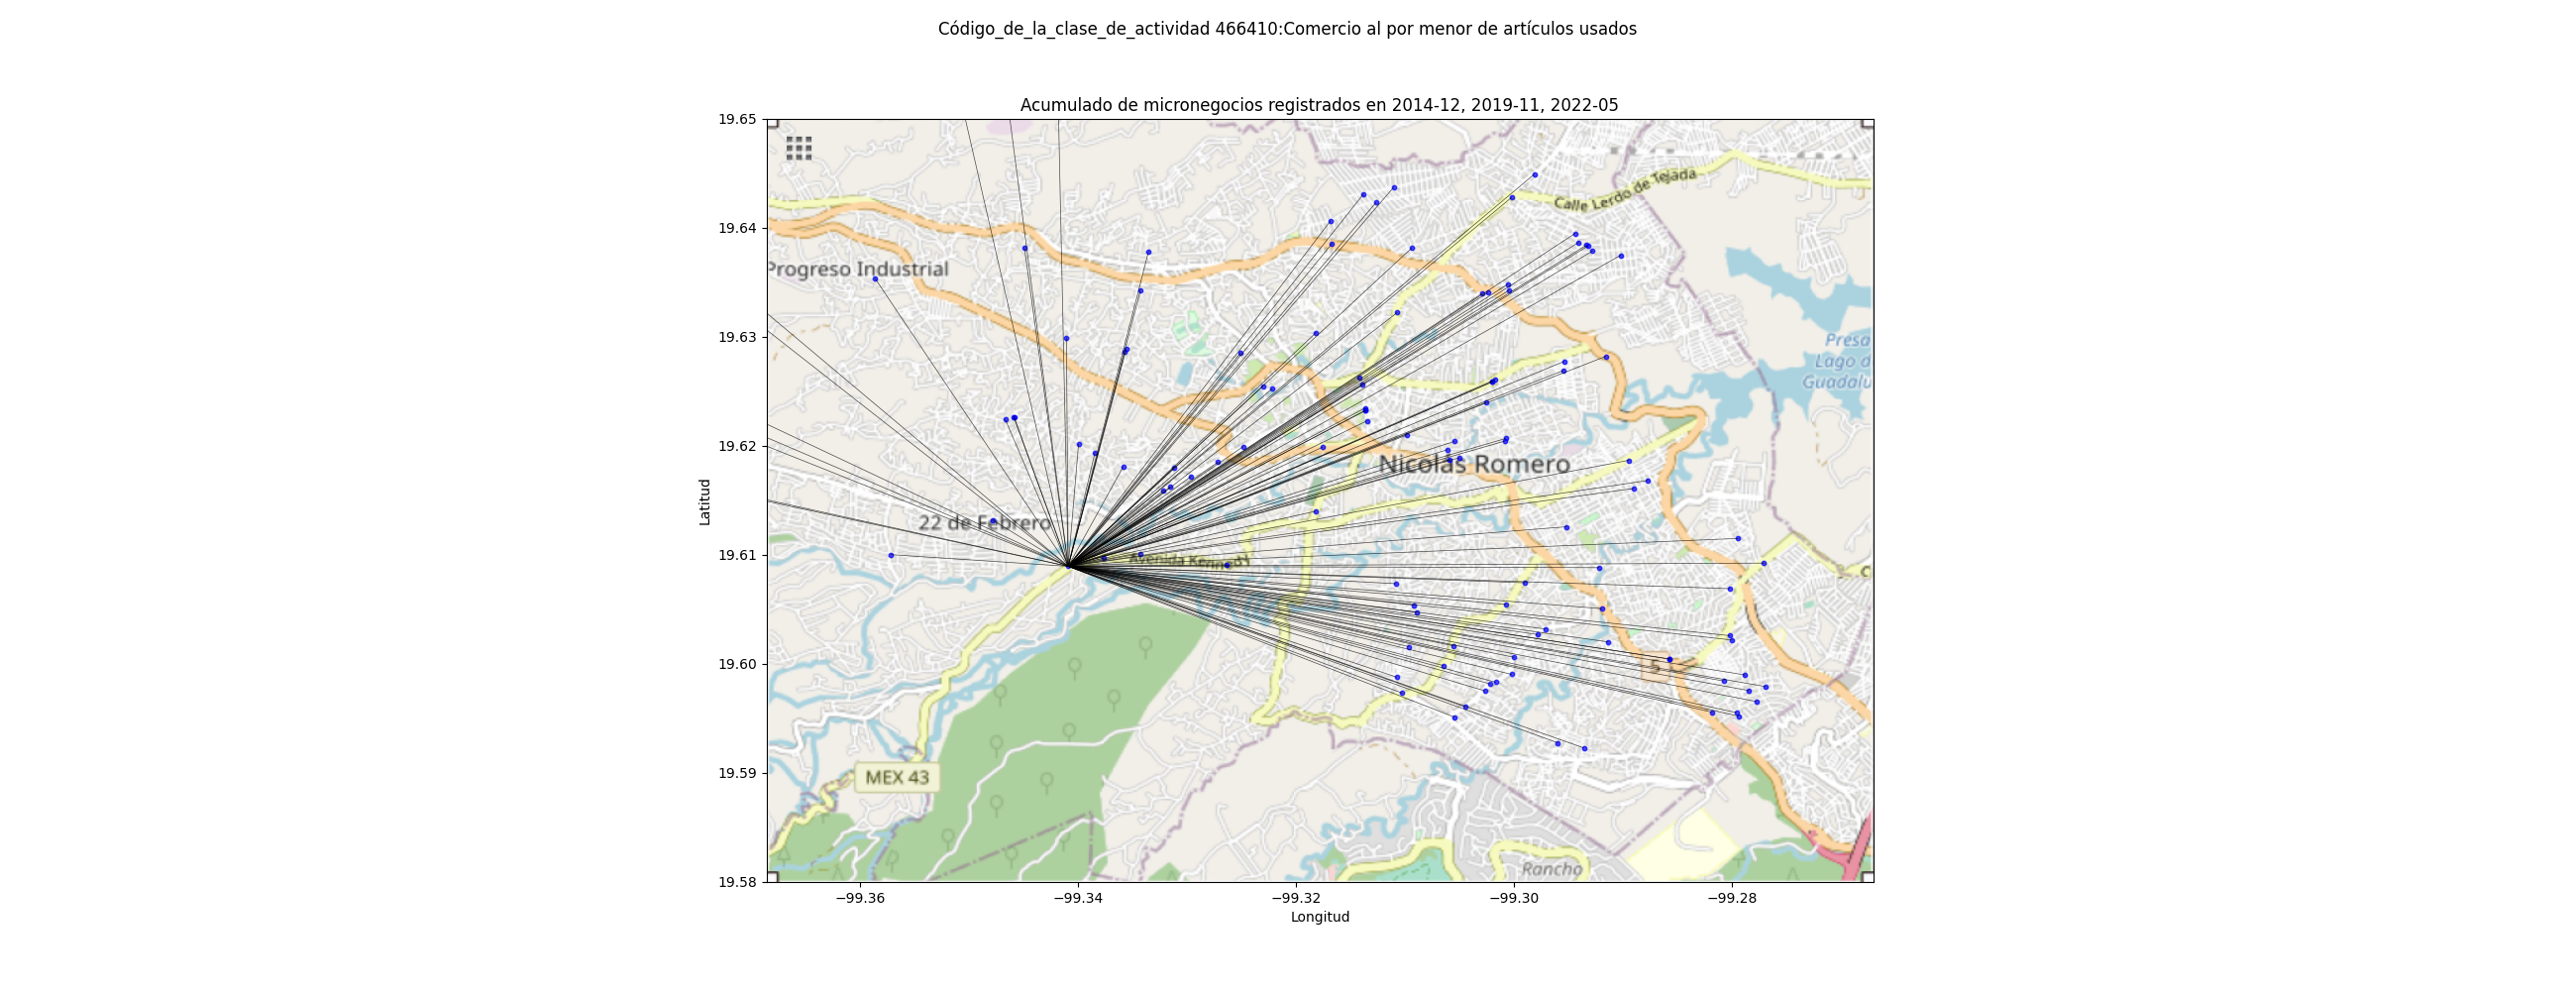 Código_de_la_clase_de_actividad 466410:Comercio al por menor de artículos usados
Acumulado de micronegocios registrados en 2014-12, 2019-11, 2022-05
19.65
19.64
19.63
19.62
19.61
19.60
19.59
19.58
Latitud
Calle Lerdo de Tejada
Progreso Industrial
Presa
Lago d
Guadalu
Nicolás Romero
22 de Febrero
Avenida Kennedy
C
5
MEX 43
Rancho
−99.36
−99.34
−99.32
−99.30
−99.28
Longitud